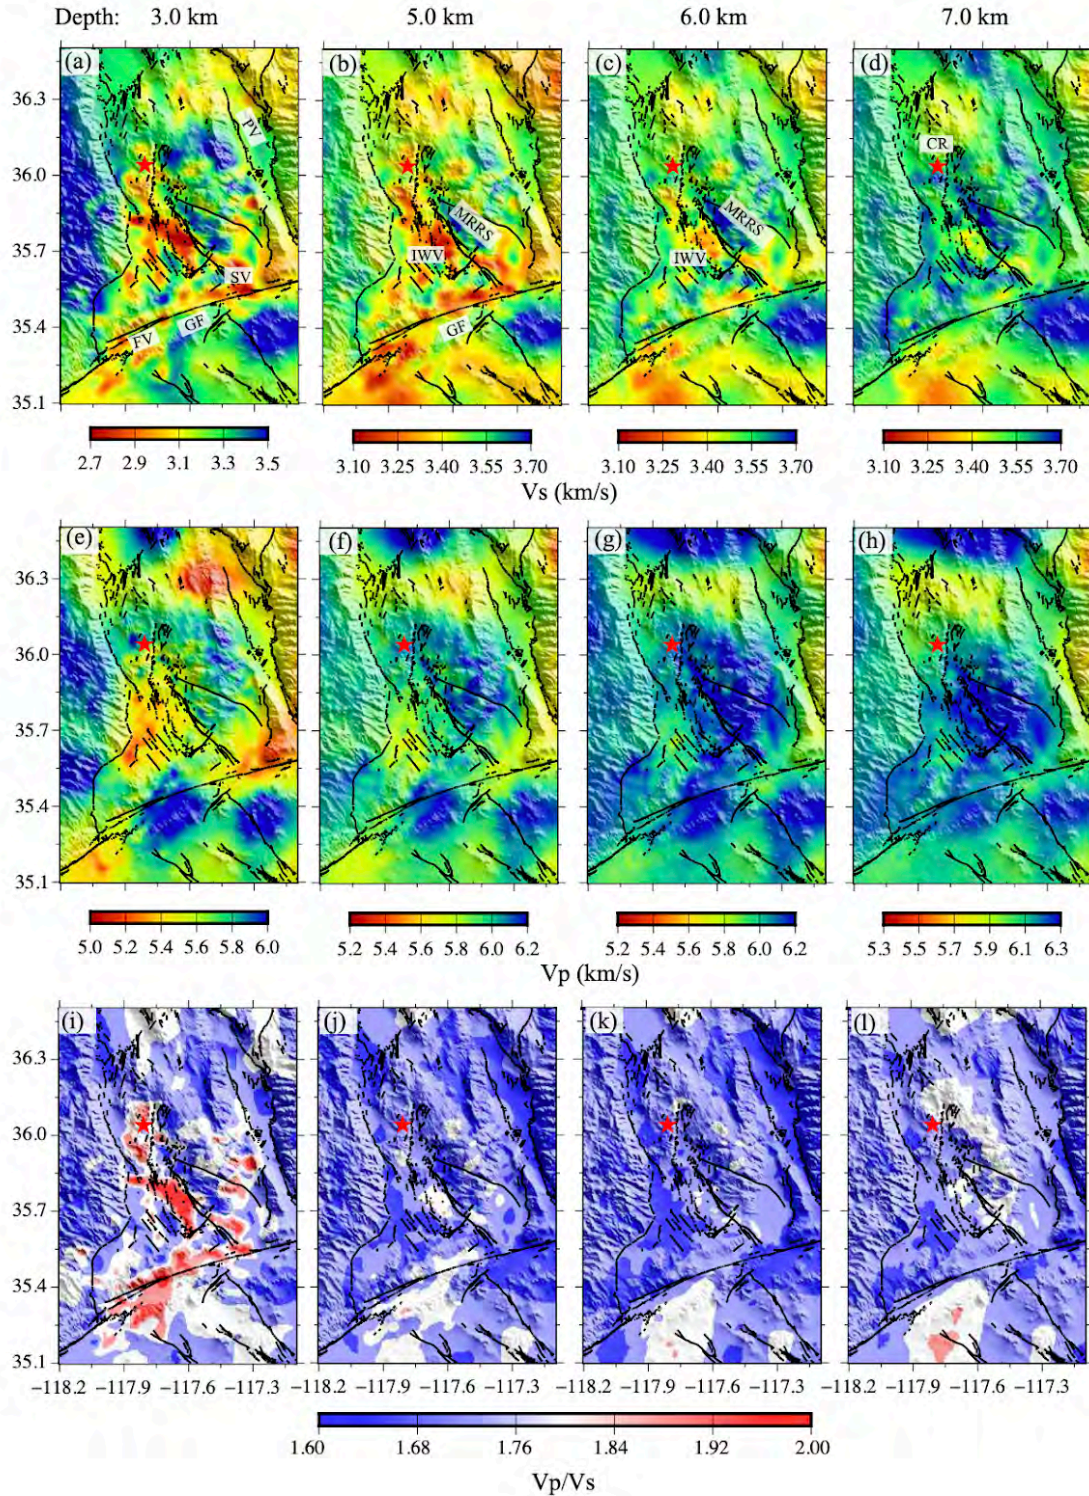 Depth: 3.0 km 5.0 km 6.0 km 7.0 km
(a) (b) (c) (d)
36.3
PV
CR
36.0
MRRS MRRS
35.7
IWV IWV
SV
35.4
FV GF GF
35.1
2.7 2.9 3.1 3.3 3.5 3.10 3.25 3.40 3.55 3.70 3.10 3.25 3.40 3.55 3.70 3.10 3.25 3.40 3.55 3.70
Vs (km/s)
(e) (f) (g) (h)
36.3
36.0
35.7
35.4
35.1
5.0 5.2 5.4 5.6 5.8 6.0 5.2 5.4 5.6 5.8 6.0 6.2 5.2 5.4 5.6 5.8 6.0 6.2 5.3 5.6 5.7 5.9 6.1 6.3
Vp (km/s)
(i) (j) (k) (l)
36.3
36.0
35.7
35.4
35.1
−118.2 −117.9 −117.6 −117.3 −118.2 −117.9 −117.6 −117.3 −118.2 −117.9 −117.6 −117.3 −118.2 −117.9 −117.6 −117.3
1.60 1.68 1.76 1.84 1.92 2.00
Vp/Vs